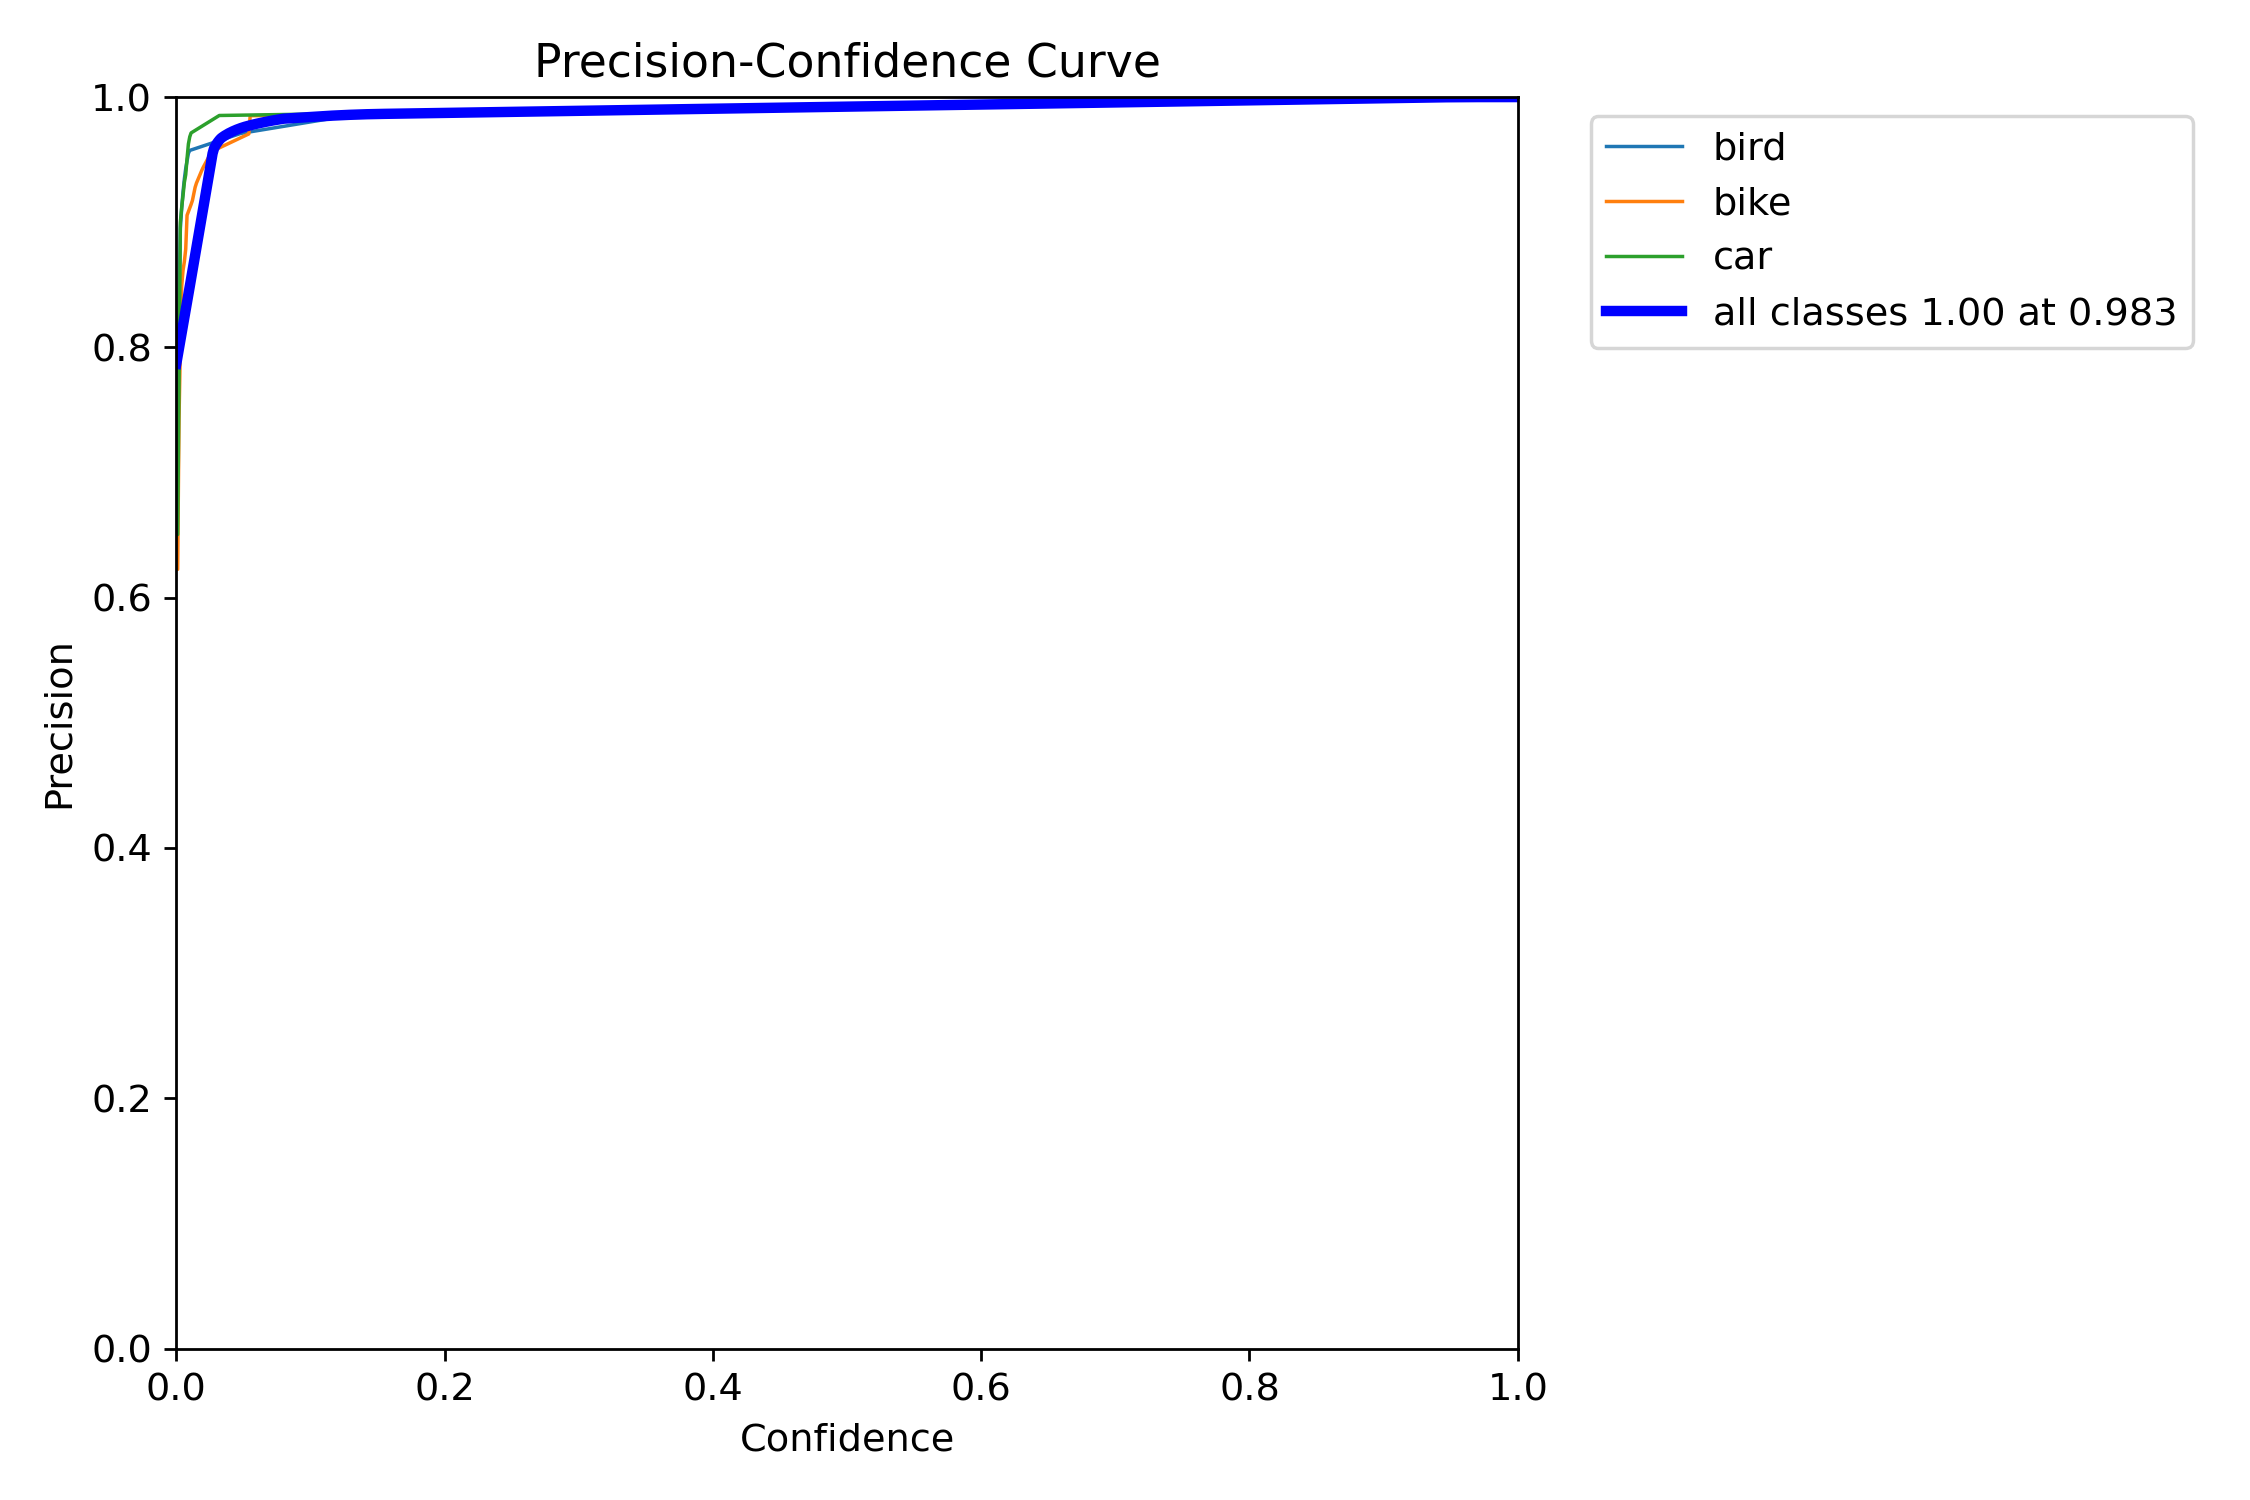 Precision-Confidence Curve
1.0
0.8
0.6
0.4
0.2
0.0
Precision
0.0 0.2 0.4 0.6 0.8 1.0
Confidence
bird
bike
car
all classes 1.00 at 0.983